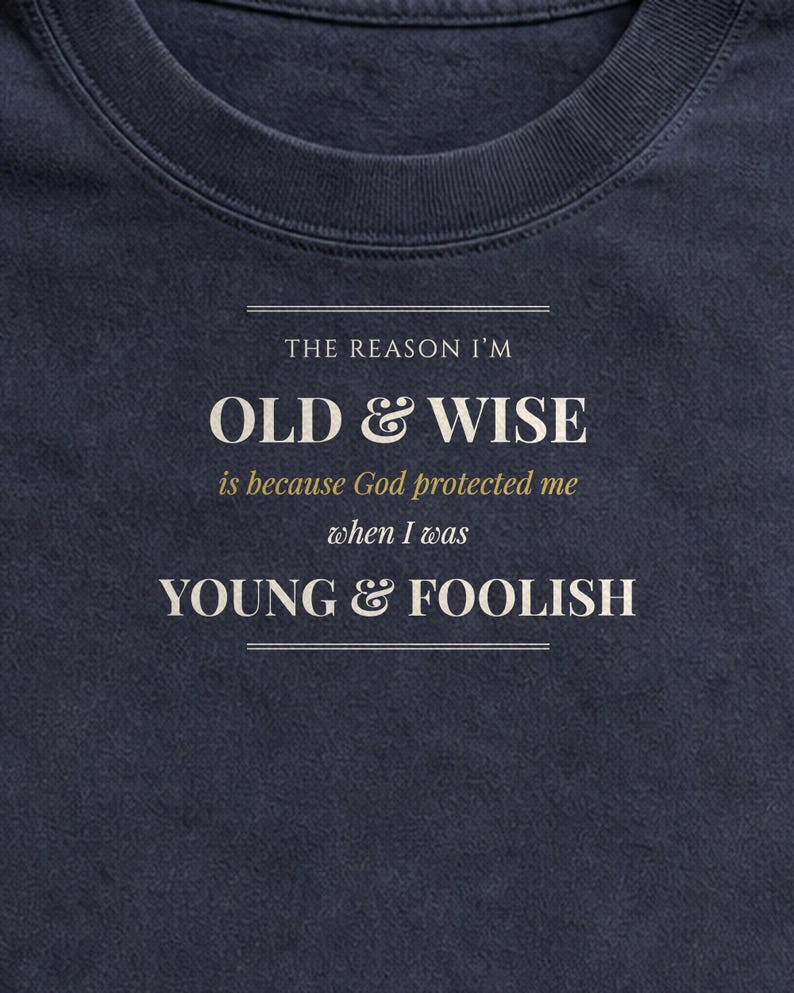 THE REASON I’M
OLD & WISE
is because God protected me
when I was
YOUNG & FOOLISH